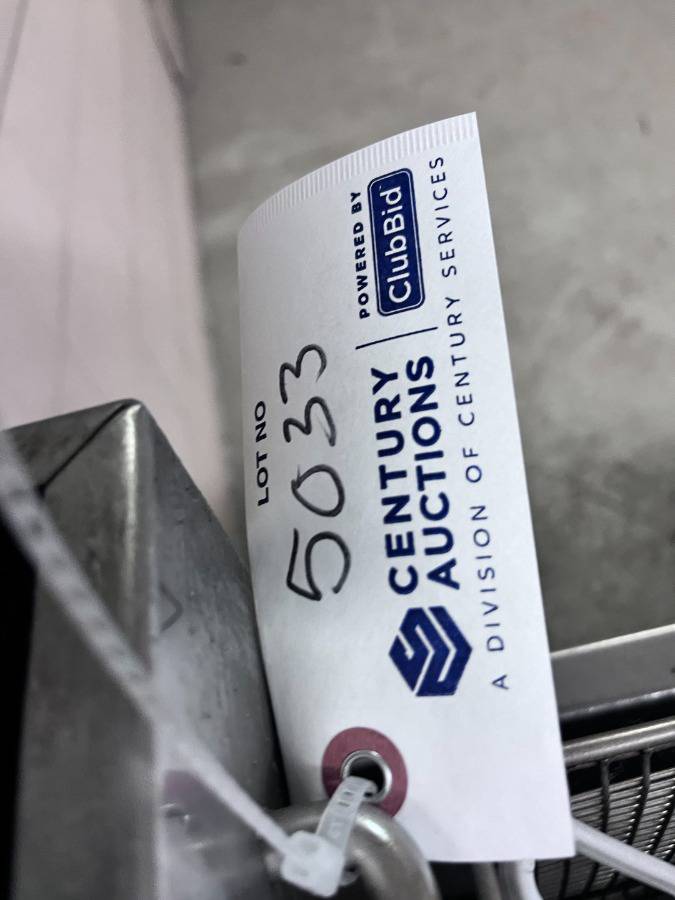 LOT NO
5033
CENTURY
AUCTIONS
POWERED BY
ClubBid
A DIVISION OF CENTURY SERVICES